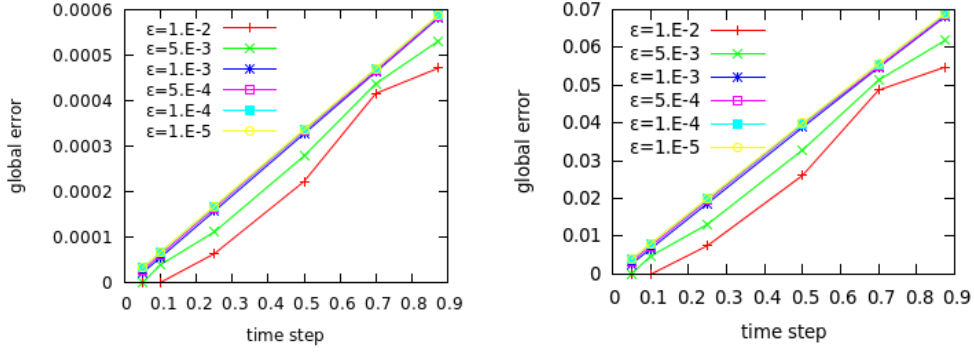 0.0006
0.0005
0.0004
0.0003
0.0002
0.0001
0
global error
ε=1.E-2
ε=5.E-3
ε=1.E-3
ε=5.E-4
ε=1.E-4
ε=1.E-5
0 0.1 0.2 0.3 0.4 0.5 0.6 0.7 0.8 0.9
time step
0.07
0.06
0.05
0.04
0.03
0.02
0.01
0
global error
ε=1.E-2
ε=5.E-3
ε=1.E-3
ε=5.E-4
ε=1.E-4
ε=1.E-5
0 0.1 0.2 0.3 0.4 0.5 0.6 0.7 0.8 0.9
time step